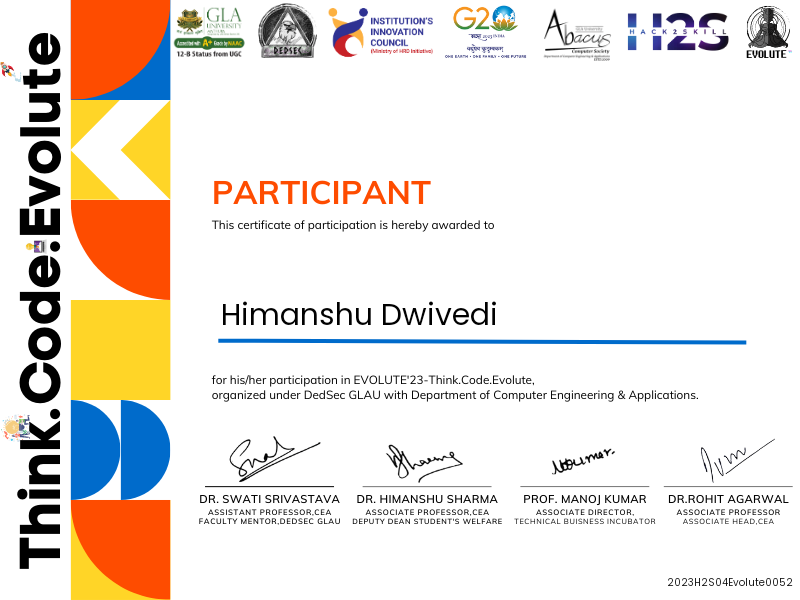 Think.Code.Evolute
GLA
UNIVERSITY
Accredited with A+ Grade by NAAC
12-B Status from UGC
DEDSEC
INSTITUTION'S
INNOVATION
COUNCIL
(Ministry of HRD Initiative)
G20
भारत 2023 INDIA
वसुधैव कुटुम्बकम्
ONE EARTH • ONE FAMILY • ONE FUTURE
Abacus
Computer Society
H2S
HACK2SKILL
EVOLUTE
PARTICIPANT
This certificate of participation is hereby awarded to
Himanshu Dwivedi
for his/her participation in EVOLUTE'23-Think.Code.Evolute,
organized under DedSec GLAU with Department of Computer Engineering & Applications.
DR. SWATI SRIVASTAVA
ASSISTANT PROFESSOR,CEA
FACULTY MENTOR,DEDSEC GLAU
DR. HIMANSHU SHARMA
ASSOCIATE PROFESSOR,CEA
DEPUTY DEAN STUDENT'S WELFARE
PROF. MANOJ KUMAR
ASSOCIATE DIRECTOR,
TECHNICAL BUISNESS INCUBATOR
DR.ROHIT AGARWAL
ASSOCIATE PROFESSOR
ASSOCIATE HEAD,CEA
2023H2S04Evolute0052